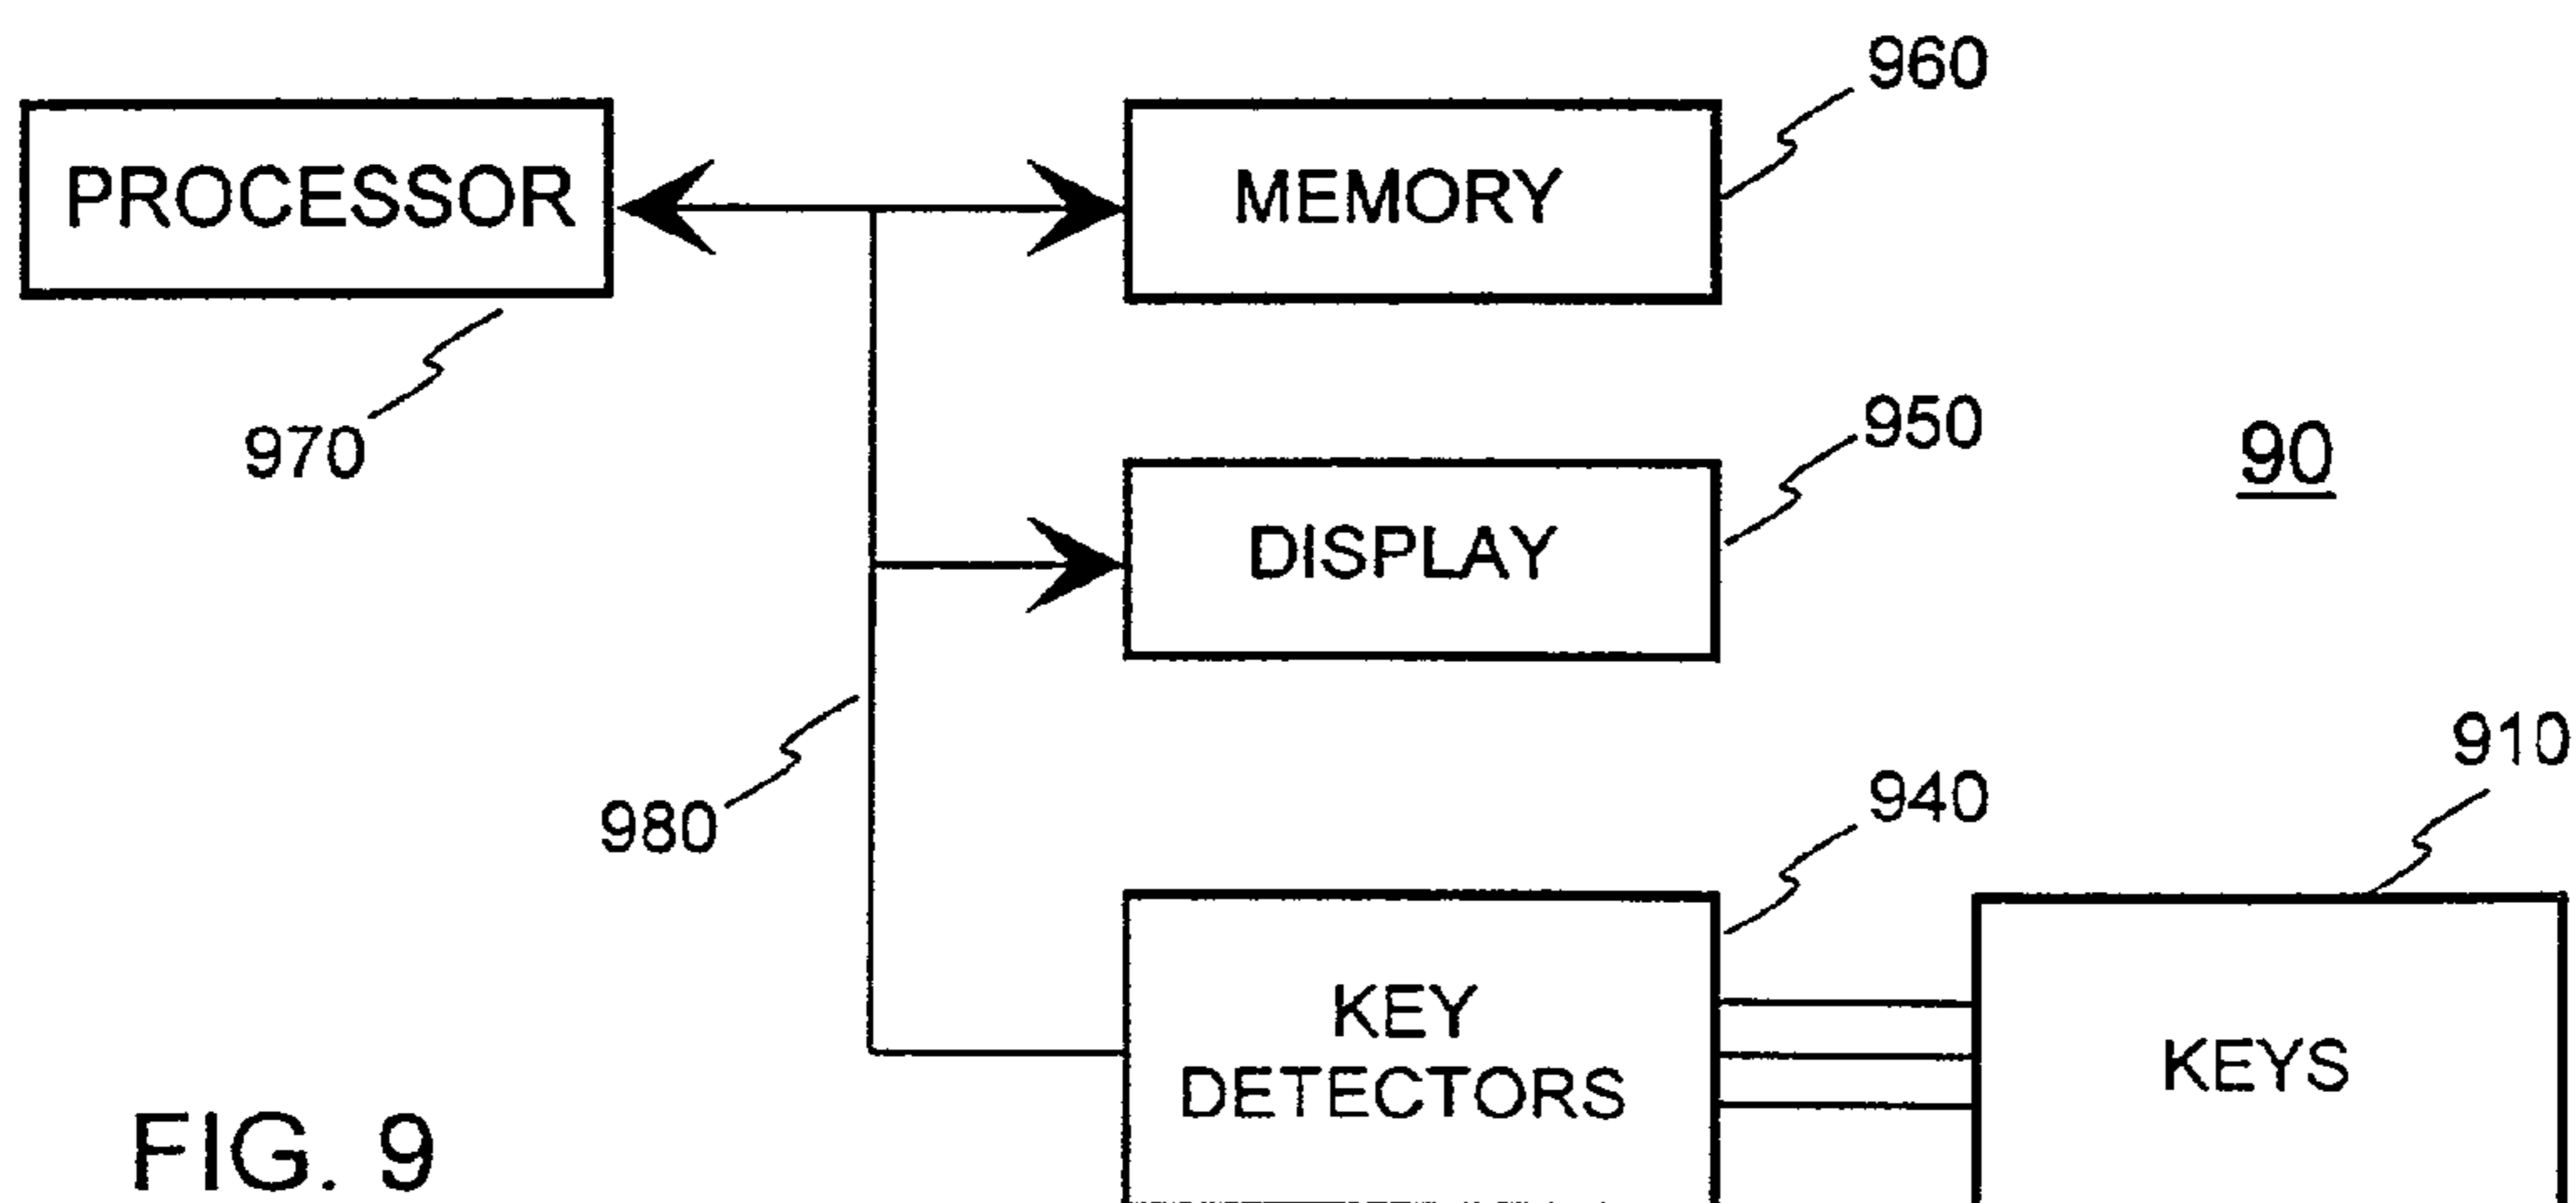 960
PROCESSOR
MEMORY
970
950
90
DISPLAY
910
980
940
KEY
DETECTORS
KEYS
FIG. 9